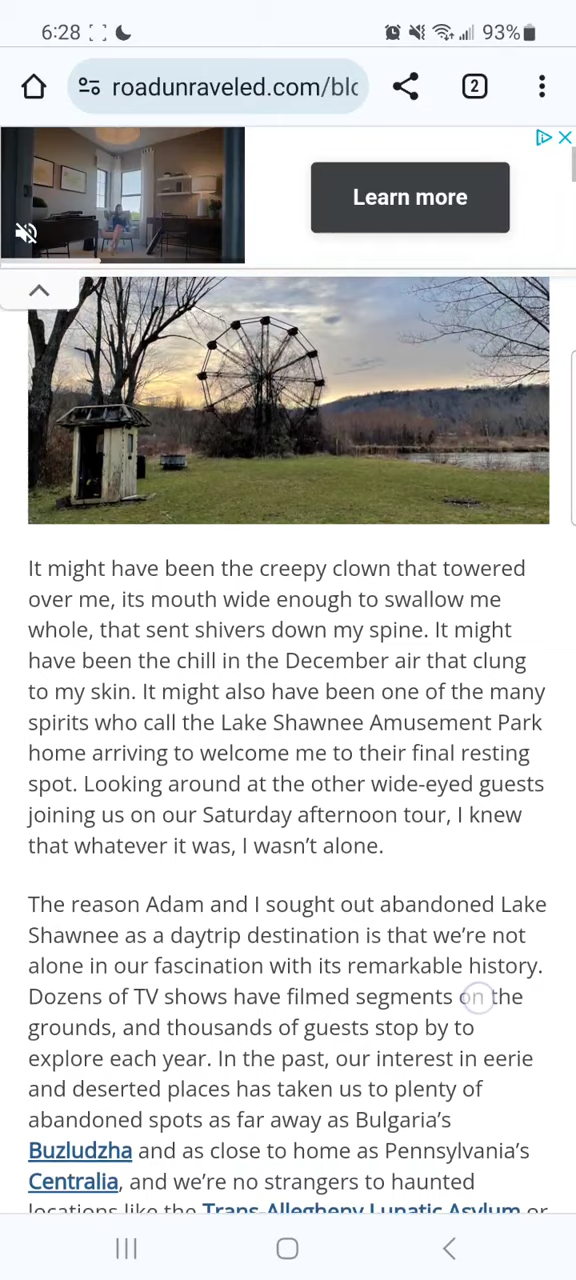 6:28
93%
roadunraveled.com/blo
2
Learn more
It might have been the creepy clown that towered
over me, its mouth wide enough to swallow me
whole, that sent shivers down my spine. It might
have been the chill in the December air that clung
to my skin. It might also have been one of the many
spirits who call the Lake Shawnee Amusement Park
home arriving to welcome me to their final resting
spot. Looking around at the other wide-eyed guests
joining us on our Saturday afternoon tour, I knew
that whatever it was, I wasn’t alone.
The reason Adam and I sought out abandoned Lake
Shawnee as a daytrip destination is that we’re not
alone in our fascination with its remarkable history.
Dozens of TV shows have filmed segments on the
grounds, and thousands of guests stop by to
explore each year. In the past, our interest in eerie
and deserted places has taken us to plenty of
abandoned spots as far away as Bulgaria’s
Buzludzha and as close to home as Pennsylvania’s
Centralia, and we’re no strangers to haunted
locations like the Trans-Allegheny Lunatic Asylum or